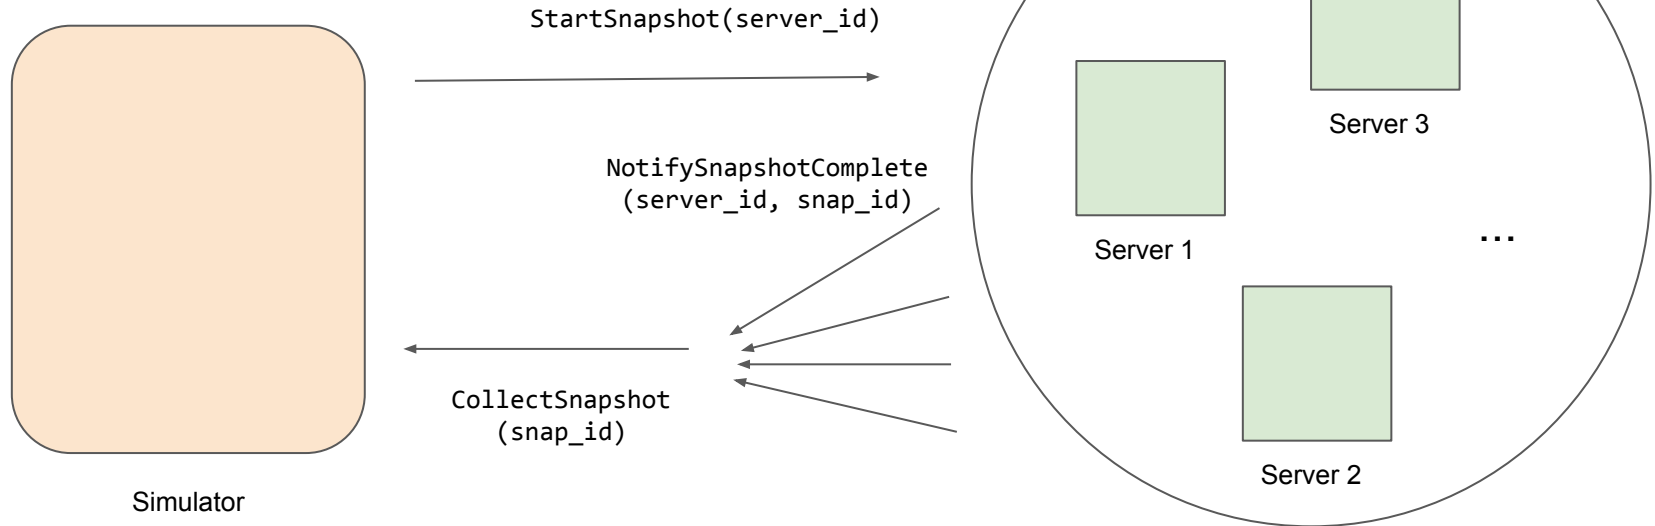 StartSnapshot(server_id)
Server 3
NotifySnapshotComplete
(server_id, snap_id)
Server 1
...
CollectSnapshot
(snap_id)
Server 2
Simulator